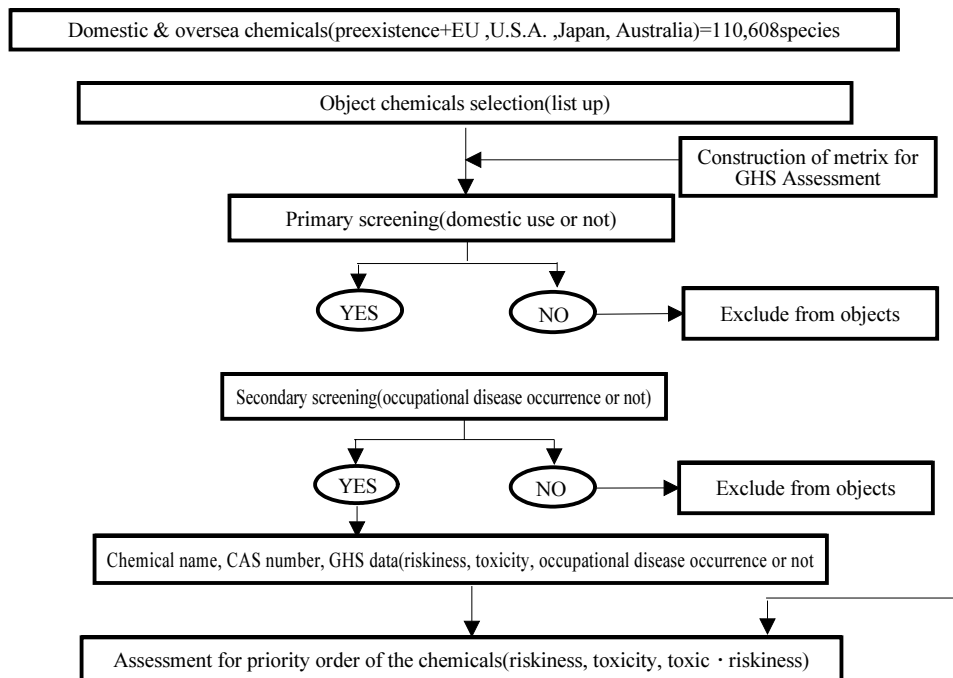 Domestic & oversea chemicals(preexistence+EU ,U.S.A. ,Japan, Australia)=110,608species
Object chemicals selection(list up)
Construction of metrix for
GHS Assessment
Primary screening(domestic use or not)
YES
NO
Exclude from objects
Secondary screening(occupational disease occurrence or not)
YES
NO
Exclude from objects
Chemical name, CAS number, GHS data(riskiness, toxicity, occupational disease occurrence or not
Assessment for priority order of the chemicals(riskiness, toxicity, toxic · riskiness)